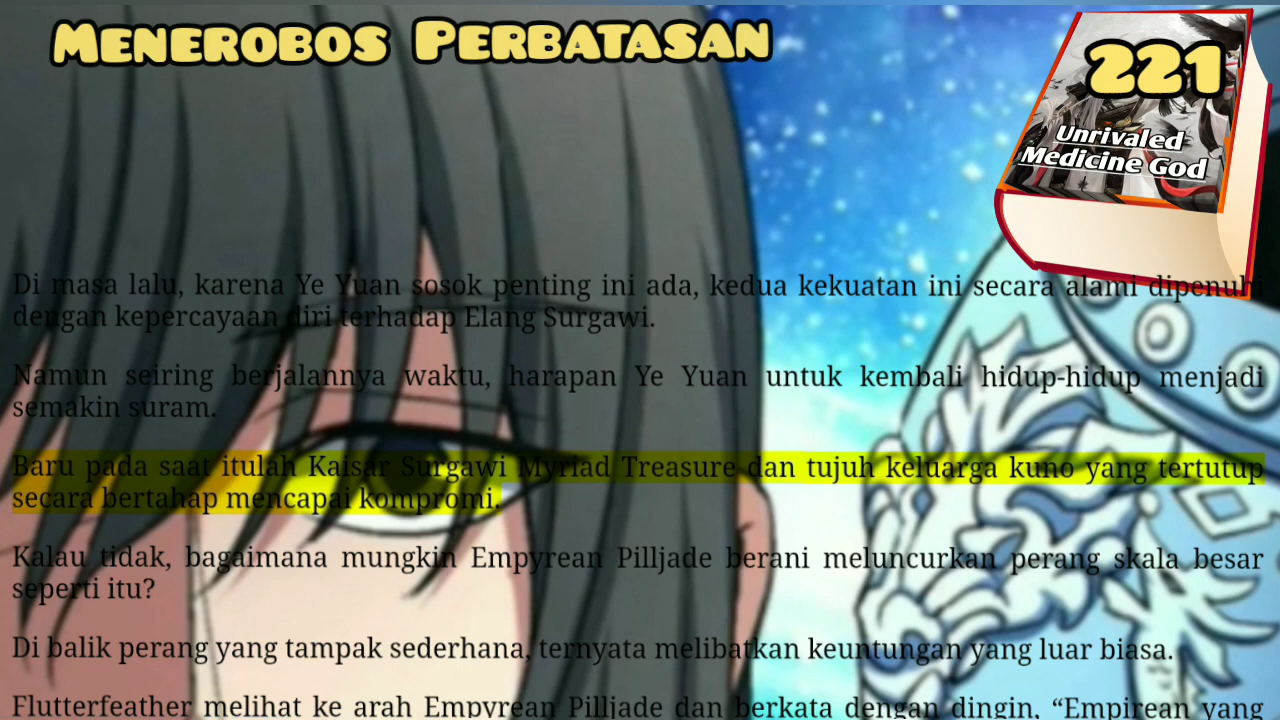 MENEROBOS PERBATASAN
221
Unrivaled
Medicine God
Di masa lalu, karena Ye Yuan sosok penting ini ada, kedua kekuatan ini secara alami dipenuhi
dengan kepercayaan diri terhadap Elang Surgawi.
Namun seiring berjalannya waktu, harapan Ye Yuan untuk kembali hidup-hidup menjadi
semakin suram.
Baru pada saat itulah Kaisar Surgawi Myriad Treasure dan tujuh keluarga kuno yang tertutup
secara bertahap mencapai kompromi.
Kalau tidak, bagaimana mungkin Empyrean Pilljade berani meluncurkan perang skala besar
seperti itu?
Di balik perang yang tampak sederhana, ternyata melibatkan keuntungan yang luar biasa.
Flutterfeather melihat ke arah Empyrean Pilljade dan berkata dengan dingin, “Empirean yang